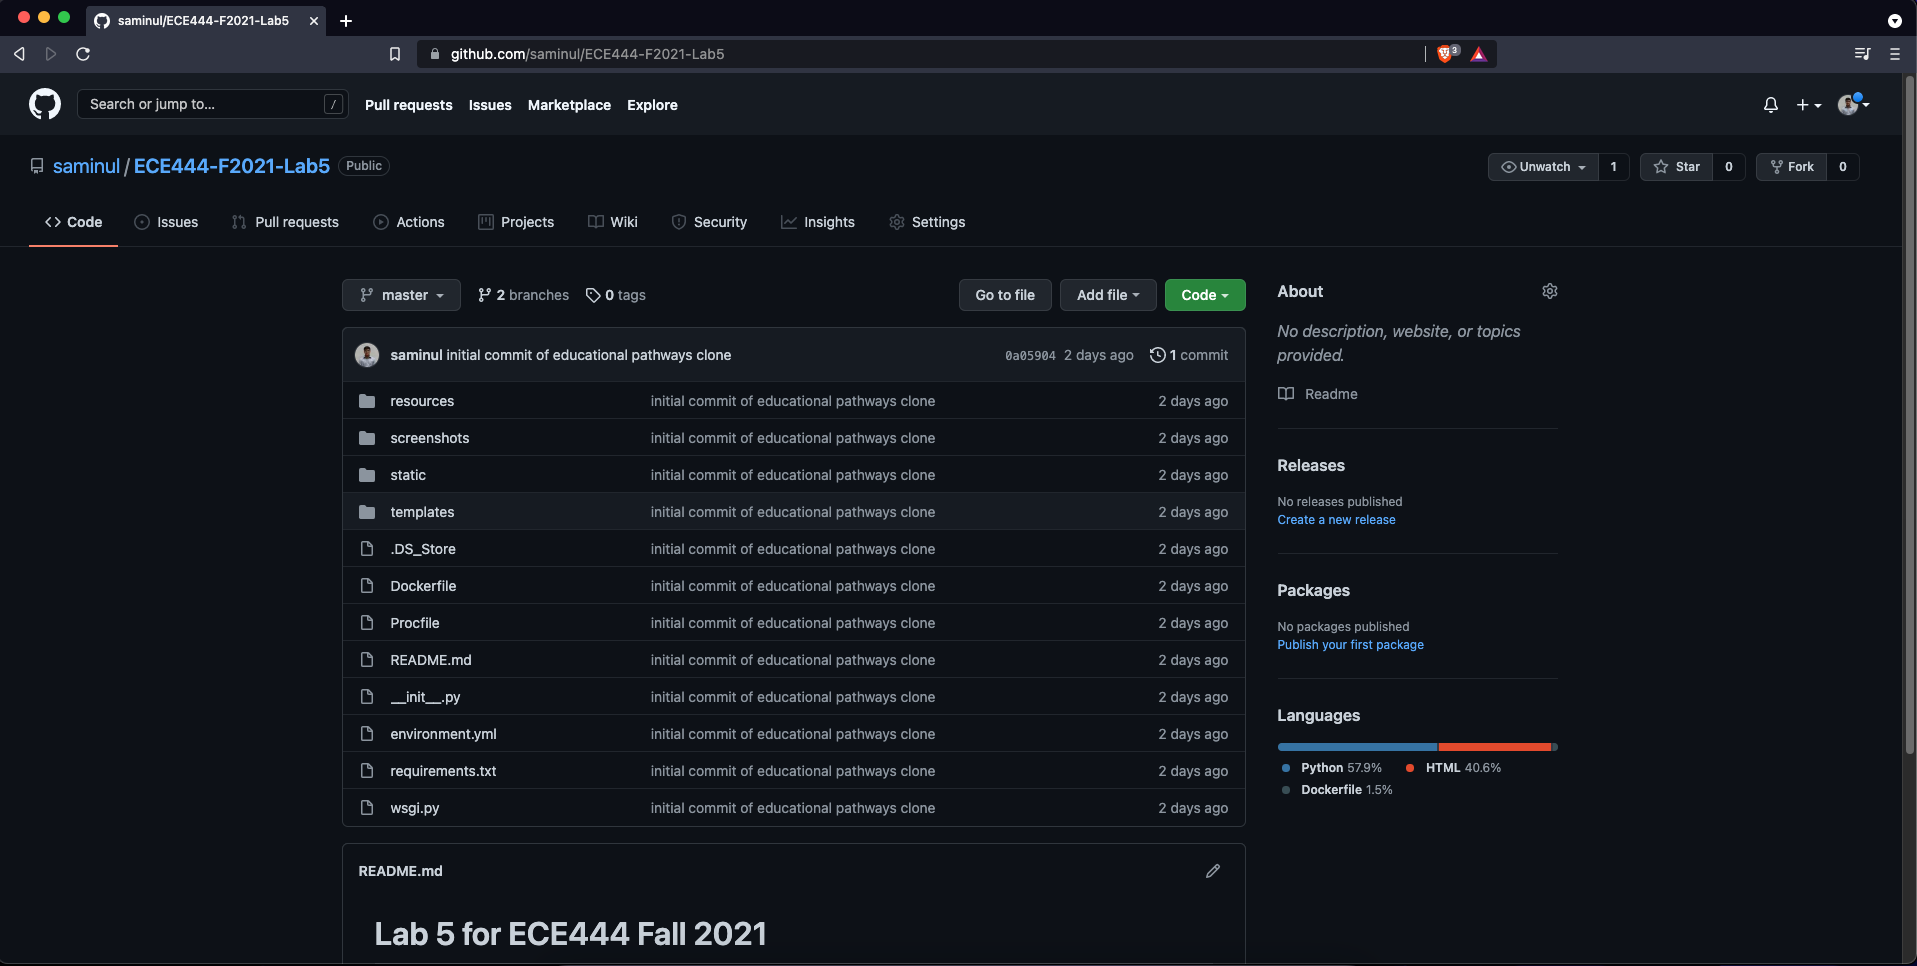 saminul/ECE444-F2021-Lab5
github.com/saminul/ECE444-F2021-Lab5
3
Search or jump to...
/
Pull requests Issues Marketplace Explore
saminul / ECE444-F2021-Lab5 Public
Unwatch 1 Star 0 Fork 0
Code Issues Pull requests Actions Projects Wiki Security Insights Settings
master 2 branches 0 tags Go to file Add file Code
saminul initial commit of educational pathways clone 0a05904 2 days ago 1 commit
resources initial commit of educational pathways clone 2 days ago
screenshots initial commit of educational pathways clone 2 days ago
static initial commit of educational pathways clone 2 days ago
templates initial commit of educational pathways clone 2 days ago
.DS_Store initial commit of educational pathways clone 2 days ago
Dockerfile initial commit of educational pathways clone 2 days ago
Procfile initial commit of educational pathways clone 2 days ago
README.md initial commit of educational pathways clone 2 days ago
__init__.py initial commit of educational pathways clone 2 days ago
environment.yml initial commit of educational pathways clone 2 days ago
requirements.txt initial commit of educational pathways clone 2 days ago
wsgi.py initial commit of educational pathways clone 2 days ago
README.md
Lab 5 for ECE444 Fall 2021
About
No description, website, or topics
provided.
Readme
Releases
No releases published
Create a new release
Packages
No packages published
Publish your first package
Languages
Python 57.9% HTML 40.6%
Dockerfile 1.5%